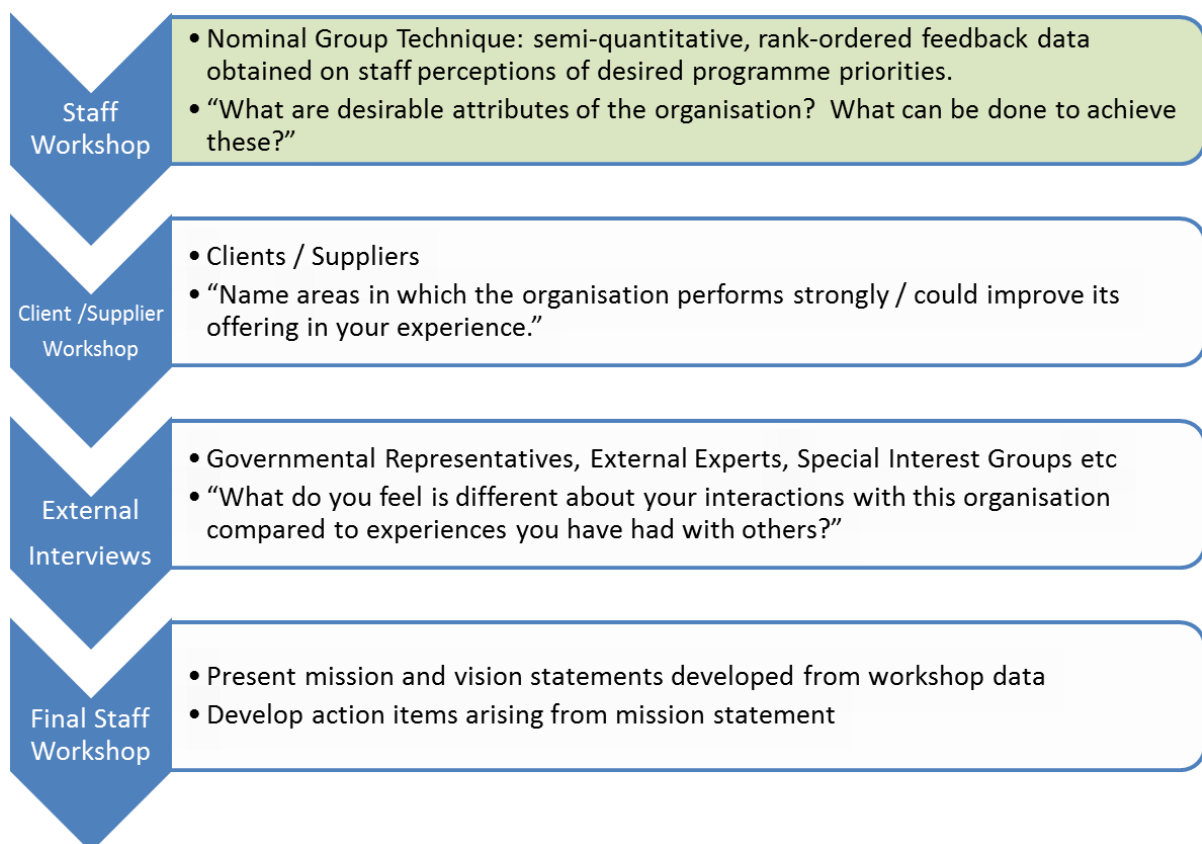 Staff
Workshop
• Nominal Group Technique: semi-quantitative, rank-ordered feedback data
obtained on staff perceptions of desired programme priorities.
• “What are desirable attributes of the organisation?  What can be done to achieve
these?”
Client /Supplier
Workshop
• Clients / Suppliers
• “Name areas in which the organisation performs strongly / could improve its
offering in your experience.”
External
Interviews
• Governmental Representatives, External Experts, Special Interest Groups etc
• “What do you feel is different about your interactions with this organisation
compared to experiences you have had with others?”
Final Staff
Workshop
• Present mission and vision statements developed from workshop data
• Develop action items arising from mission statement